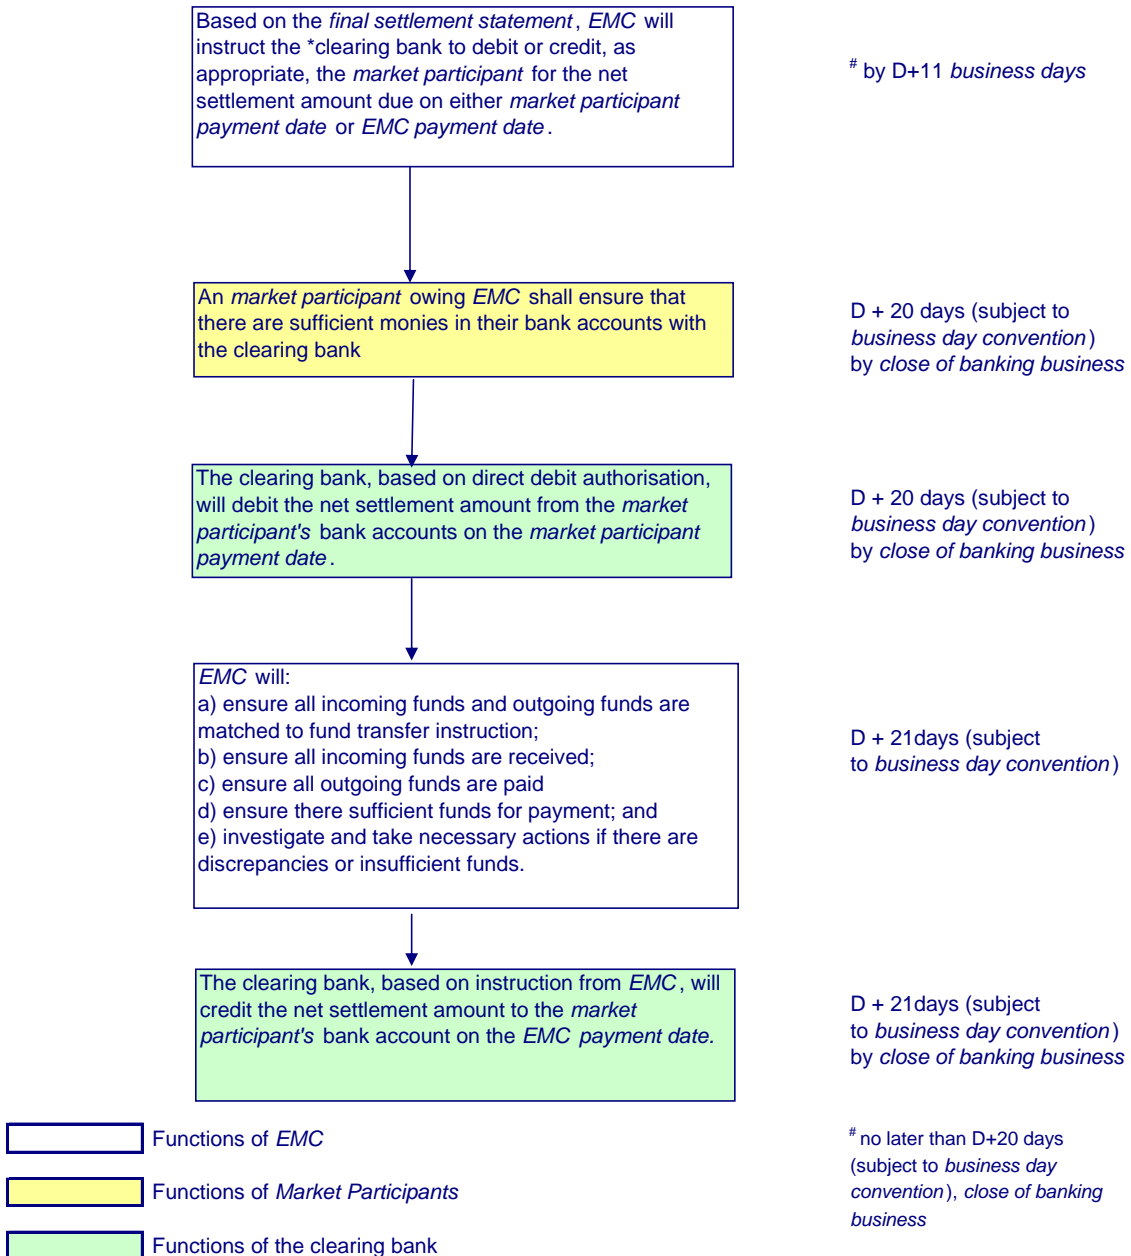 Based on the final settlement statement, EMC will
instruct the *clearing bank to debit or credit, as
appropriate, the market participant for the net
settlement amount due on either market participant
payment date or EMC payment date.
# by D+11 business days
An market participant owing EMC shall ensure that
there are sufficient monies in their bank accounts with
the clearing bank
D + 20 days (subject to
business day convention)
by close of banking business
The clearing bank, based on direct debit authorisation,
will debit the net settlement amount from the market
participant's bank accounts on the market participant
payment date.
D + 20 days (subject to
business day convention)
by close of banking business
EMC will:
a) ensure all incoming funds and outgoing funds are
matched to fund transfer instruction;
b) ensure all incoming funds are received;
c) ensure all outgoing funds are paid
d) ensure there sufficient funds for payment; and
e) investigate and take necessary actions if there are
discrepancies or insufficient funds.
D + 21days (subject
to business day convention)
The clearing bank, based on instruction from EMC, will
credit the net settlement amount to the market
participant's bank account on the EMC payment date.
D + 21days (subject
to business day convention)
by close of banking business
Functions of EMC
Functions of Market Participants
Functions of the clearing bank
# no later than D+20 days
(subject to business day
convention), close of banking
business